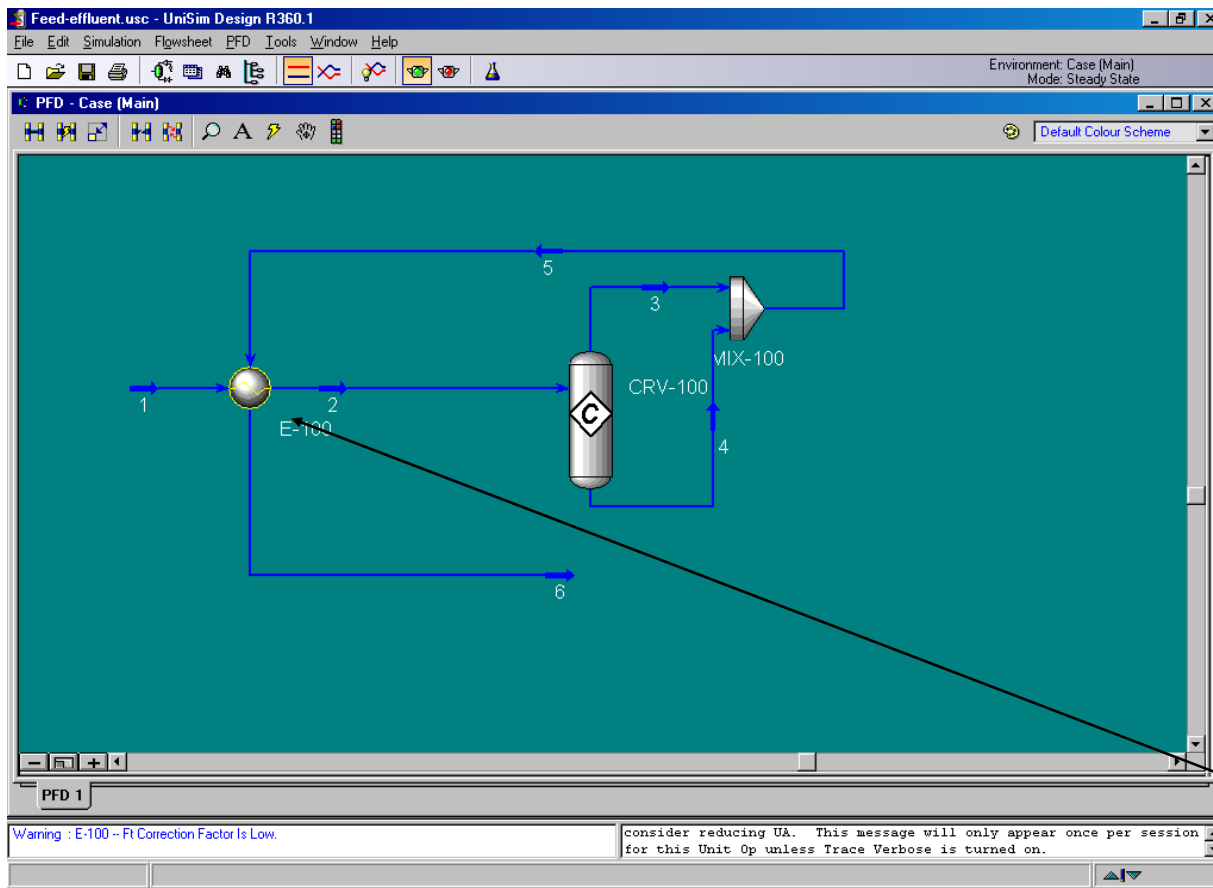 Feed-effluent.usc - UniSim Design R360.1
File Edit Simulation Flowsheet PFD Tools Window Help
Environment: Case (Main)
Mode: Steady State
PFD - Case (Main)
A
Default Colour Scheme
5
3
MIX-100
CRV-100
1
2
E-100
C
4
6
PFD 1
Warning : E-100 -- Ft Correction Factor Is Low.
consider reducing UA. This message will only appear once per session
for this Unit Op unless Trace Verbose is turned on.